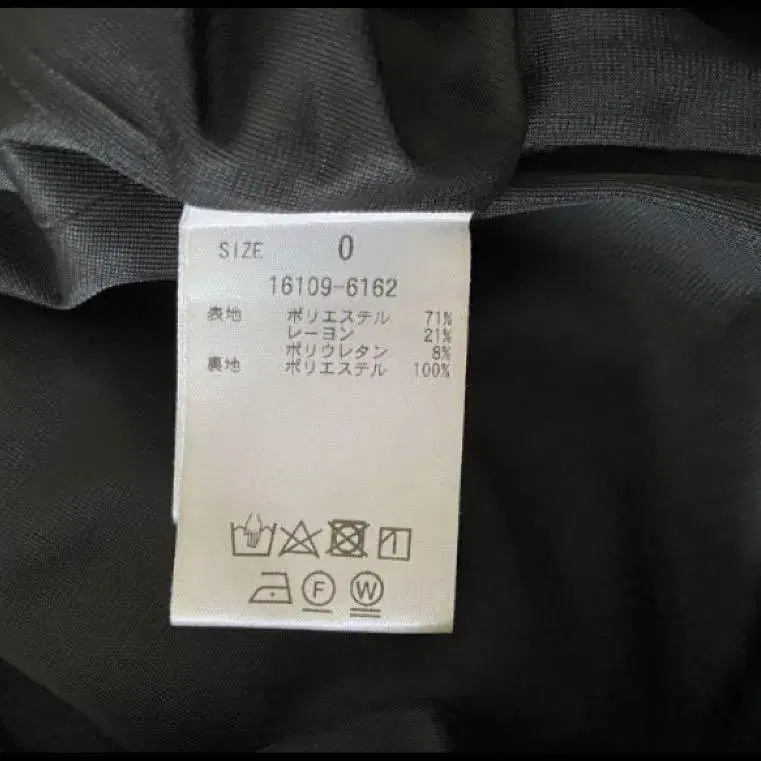 SIZE 0
16109-6162
表地 ポリエステル 71%
レーヨン 21%
ポリウレタン 8%
裏地 ポリエステル 100%
F W